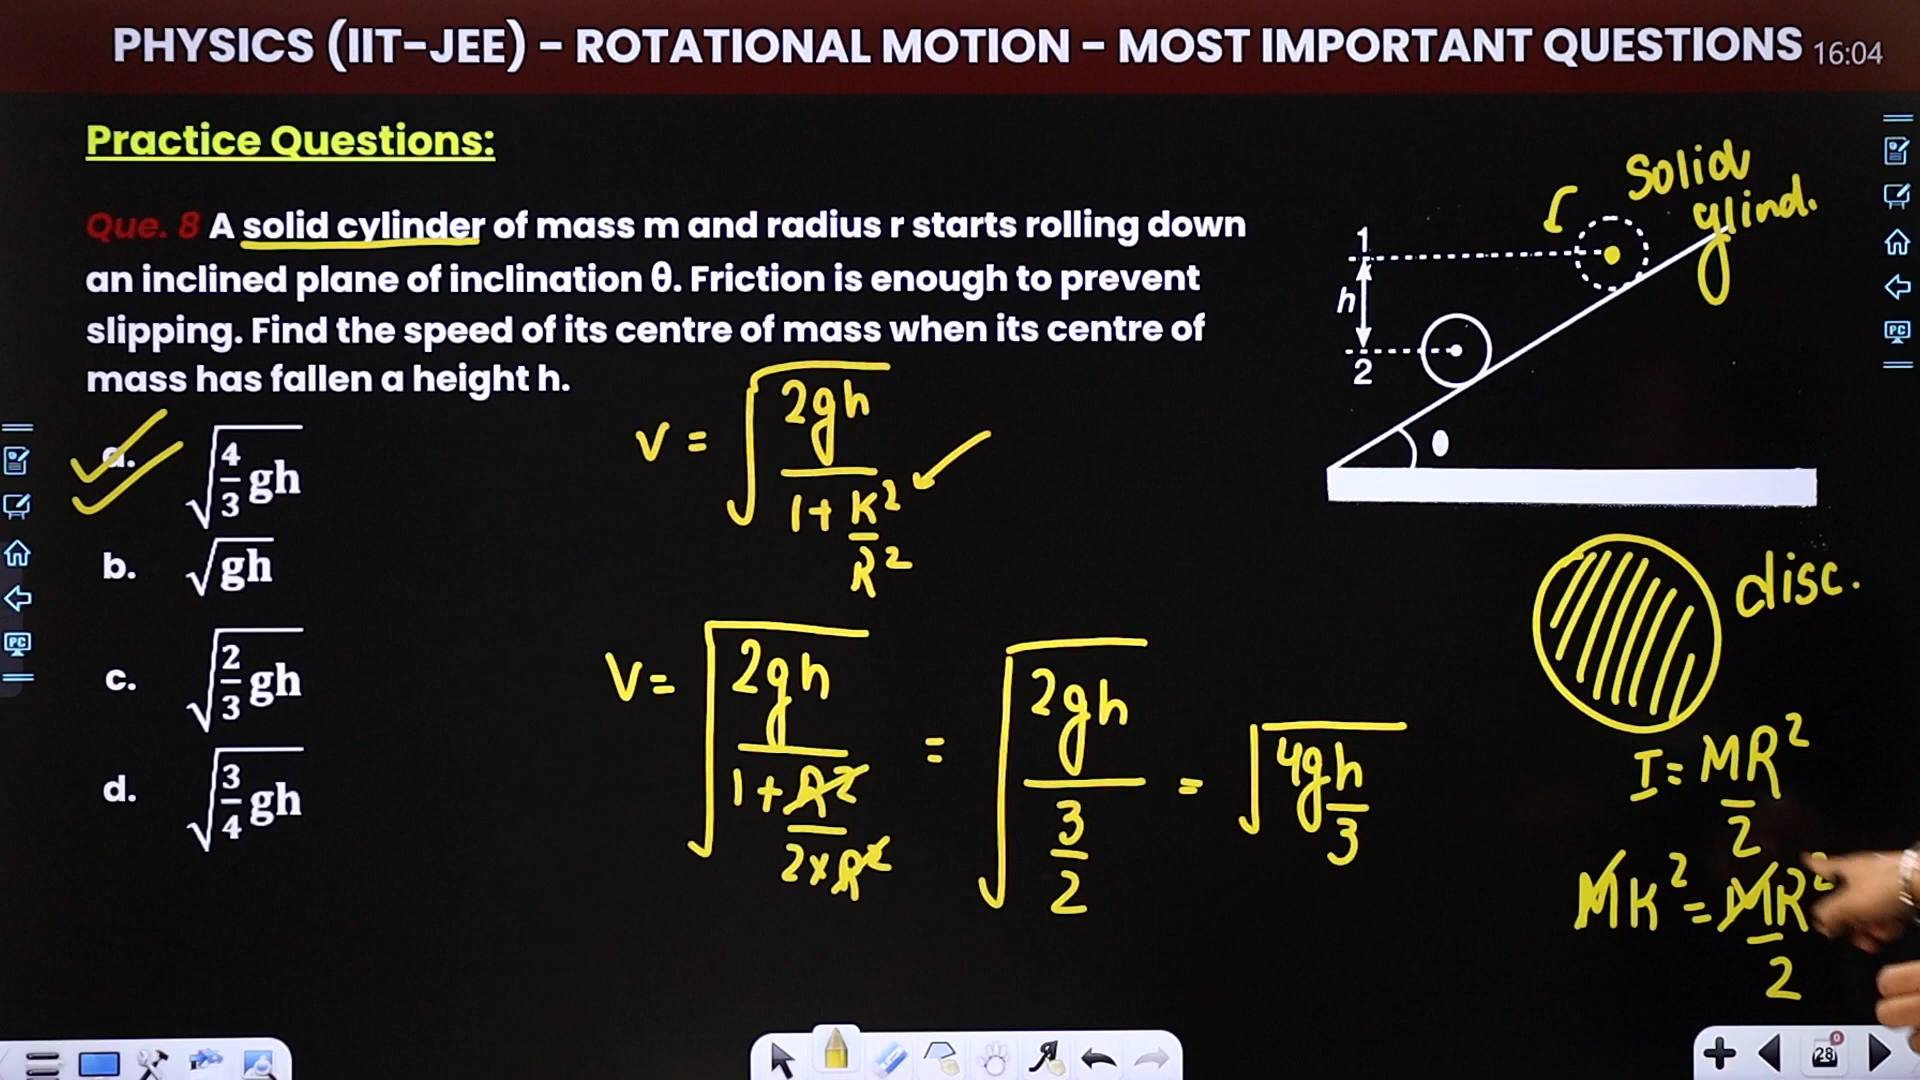 PHYSICS (IIT-JEE) - ROTATIONAL MOTION - MOST IMPORTANT QUESTIONS 16:04
Practice Questions:
Que. 8 A solid cylinder of mass m and radius r starts rolling down
an inclined plane of inclination θ. Friction is enough to prevent
slipping. Find the speed of its centre of mass when its centre of
mass has fallen a height h.
a. √(4/3 gh)
b. √gh
c. √(2/3 gh)
d. √(3/4 gh)
v = √(2gh / (1 + K²/R²))
v = √(2gh / (1 + R²/(2×R²))) = √(2gh / (3/2)) = √(4gh/3)
Solid
cylind.
1
h
2
θ
disc.
I = MR²/2
MK² = MR²/2
PC
PC
28
0